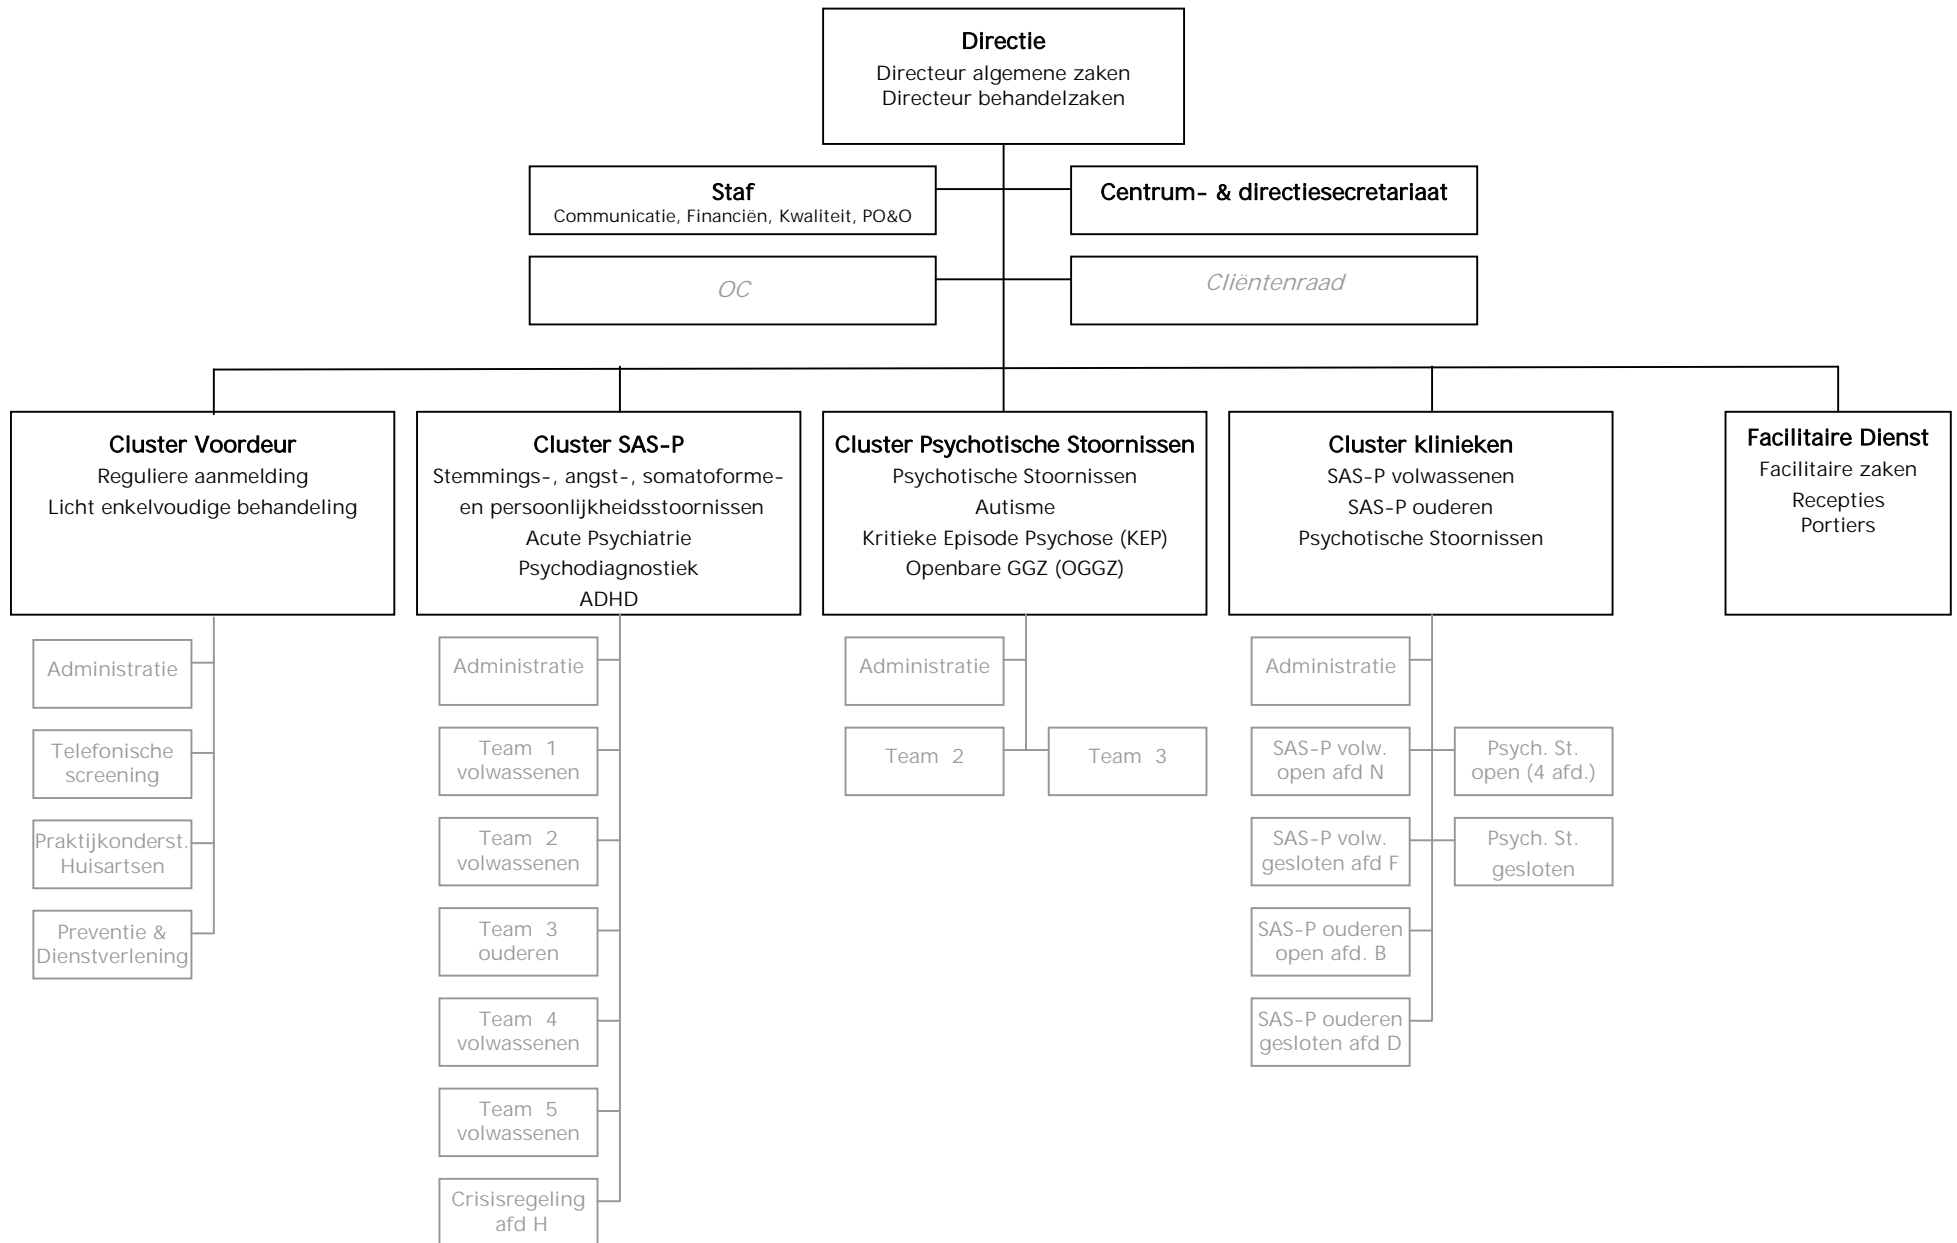 Directie
Directeur algemene zaken
Directeur behandelzaken
Staf
Communicatie, Financiën, Kwaliteit, PO&O
Centrum- & directiesecretariaat
OC
Cliëntenraad
Cluster Voordeur
Reguliere aanmelding
Licht enkelvoudige behandeling
Administratie
Telefonische
screening
Praktijkonderst.
Huisartsen
Preventie &
Dienstverlening
Cluster SAS-P
Stemmings-, angst-, somatoforme-
en persoonlijkheidsstoornissen
Acute Psychiatrie
Psychodiagnostiek
ADHD
Administratie
Team 1
volwassenen
Team 2
volwassenen
Team 3
ouderen
Team 4
volwassenen
Team 5
volwassenen
Crisisregeling
afd H
Cluster Psychotische Stoornissen
Psychotische Stoornissen
Autisme
Kritieke Episode Psychose (KEP)
Openbare GGZ (OGGZ)
Administratie
Team 2
Team 3
Cluster klinieken
SAS-P volwassenen
SAS-P ouderen
Psychotische Stoornissen
Administratie
SAS-P volw.
open afd N
Psych. St.
open (4 afd.)
SAS-P volw.
gesloten afd F
Psych. St.
gesloten
SAS-P ouderen
open afd. B
SAS-P ouderen
gesloten afd D
Facilitaire Dienst
Facilitaire zaken
Recepties
Portiers